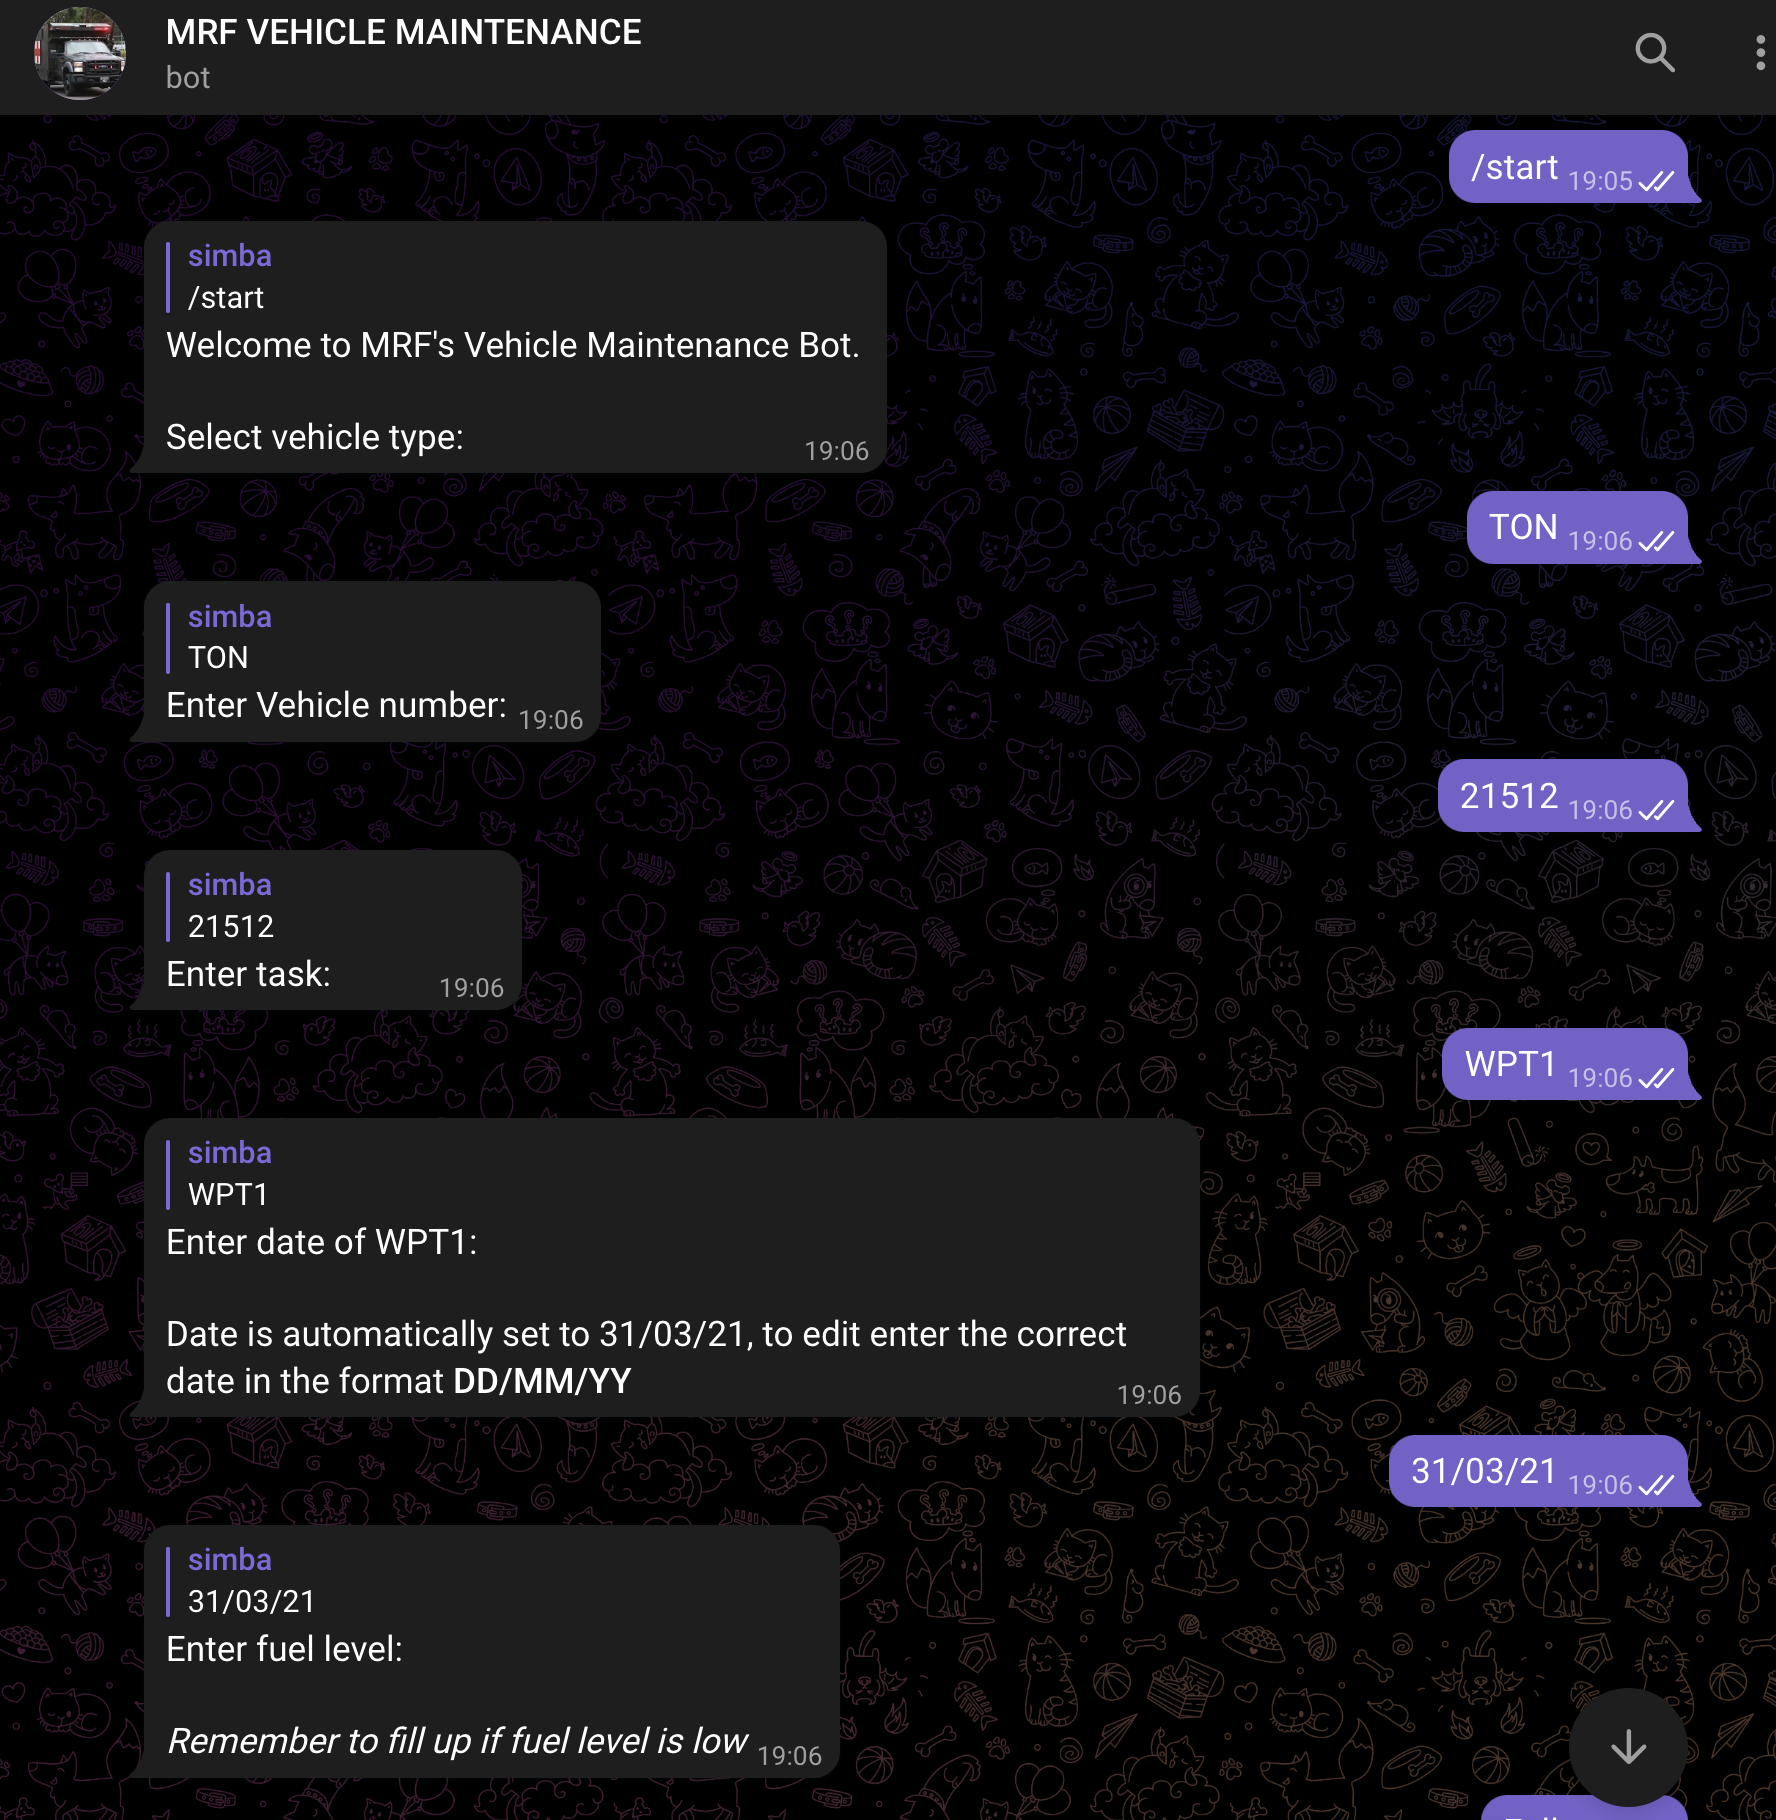 MRF VEHICLE MAINTENANCE
bot
/start 19:05
simba
/start
Welcome to MRF's Vehicle Maintenance Bot.
Select vehicle type: 19:06
TON 19:06
simba
TON
Enter Vehicle number: 19:06
21512 19:06
simba
21512
Enter task: 19:06
WPT1 19:06
simba
WPT1
Enter date of WPT1:
Date is automatically set to 31/03/21, to edit enter the correct
date in the format DD/MM/YY 19:06
31/03/21 19:06
simba
31/03/21
Enter fuel level:
Remember to fill up if fuel level is low 19:06